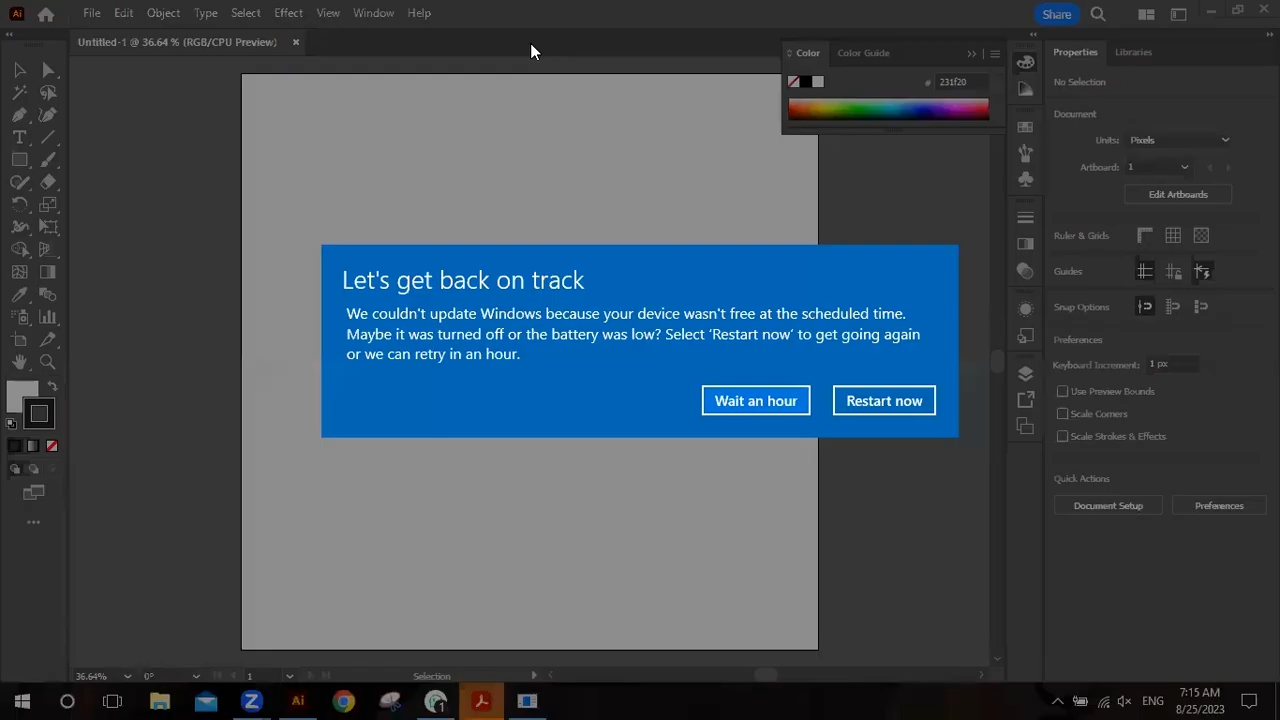 Ai File Edit Object Type Select Effect View Window Help Share
Untitled-1 @ 36.64 % (RGB/CPU Preview)
Color Color Guide
# 231f20
Properties Libraries
No Selection
Document
Units: Pixels
Artboard: 1
Edit Artboards
Ruler & Grids
Guides
Snap Options
Preferences
Keyboard Increment: 1 px
Use Preview Bounds
Scale Corners
Scale Strokes & Effects
Quick Actions
Document Setup Preferences
Let's get back on track
We couldn't update Windows because your device wasn't free at the scheduled time.
Maybe it was turned off or the battery was low? Select ‘Restart now’ to get going again
or we can retry in an hour.
Wait an hour Restart now
36.64% 0° 1 Selection
Z Ai 1 ENG 7:15 AM
8/25/2023